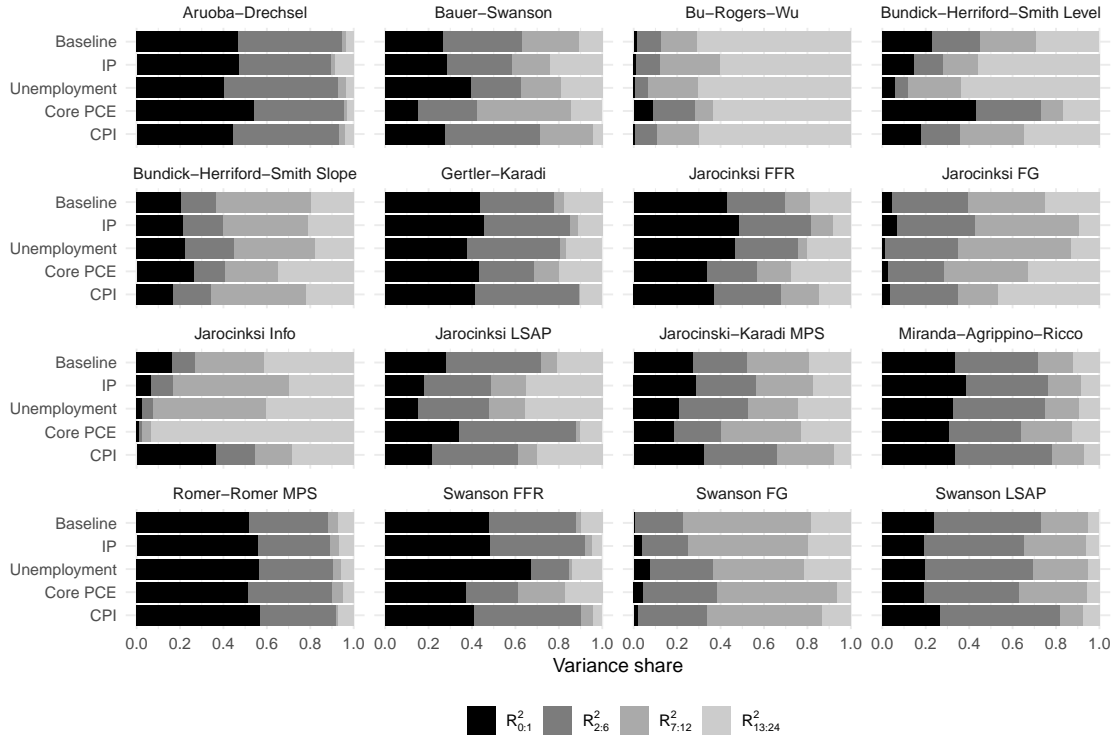 Aruoba−Drechsel Bauer−Swanson Bu−Rogers−Wu Bundick−Herriford−Smith Level
Baseline
IP
Unemployment
Core PCE
CPI
Bundick−Herriford−Smith Slope Gertler−Karadi Jarocinksi FFR Jarocinksi FG
Baseline
IP
Unemployment
Core PCE
CPI
Jarocinksi Info Jarocinksi LSAP Jarocinski−Karadi MPS Miranda−Agrippino−Ricco
Baseline
IP
Unemployment
Core PCE
CPI
Romer−Romer MPS Swanson FFR Swanson FG Swanson LSAP
Baseline
IP
Unemployment
Core PCE
CPI
0.0 0.2 0.4 0.6 0.8 1.0 0.0 0.2 0.4 0.6 0.8 1.0 0.0 0.2 0.4 0.6 0.8 1.0 0.0 0.2 0.4 0.6 0.8 1.0
Variance share
R²₀:₁ R²₂:₆ R²₇:₁₂ R²₁₃:₂₄